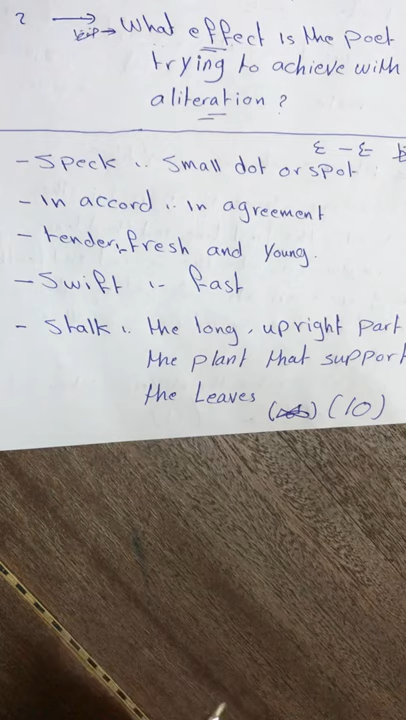 ? → What effect Is the poet
trying to achieve with
aliteration ?
ع - ع
- Speck :. Small dot or spot
- In accord :. in agreement
- tender :. fresh and young.
- Swift :. fast
- Stalk :. the long, upright part
the plant that support
the Leaves
(10)